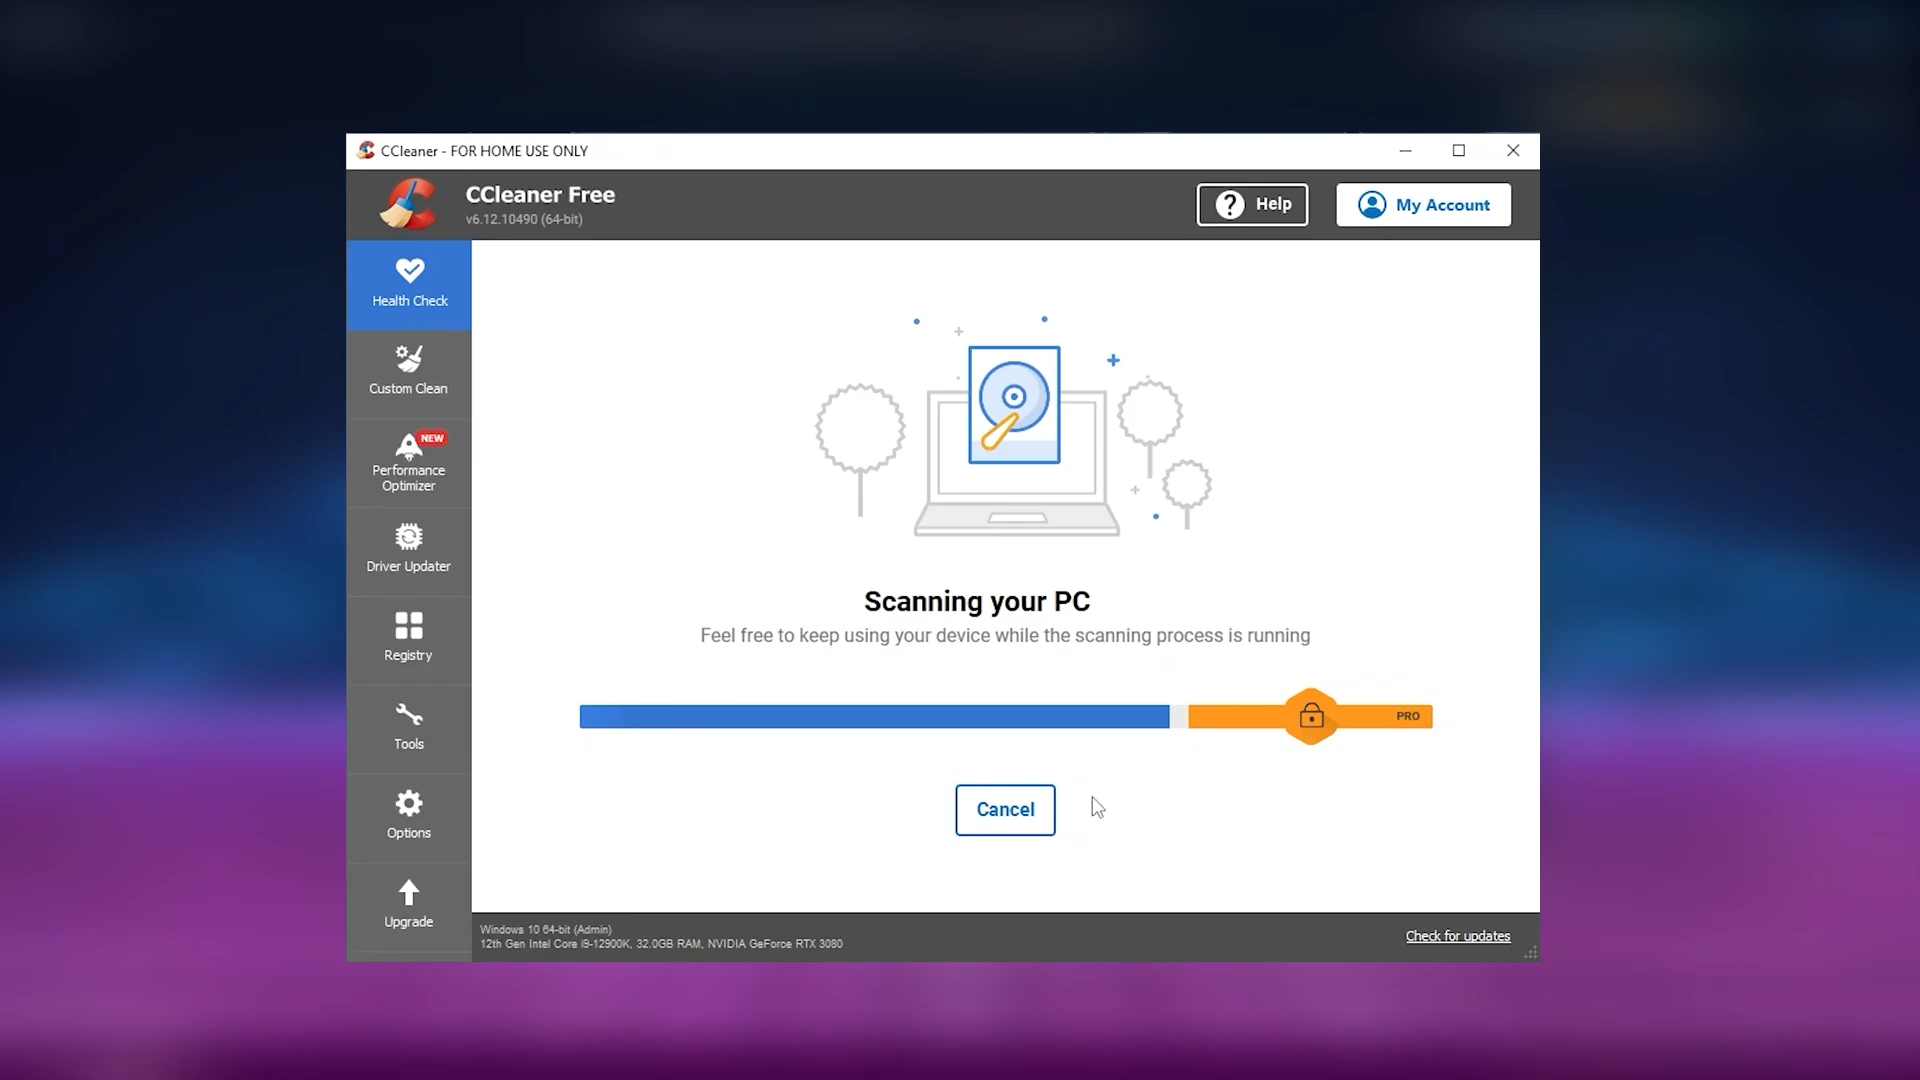 CCleaner - FOR HOME USE ONLY
CCleaner Free
v6.12.10490 (64-bit)
Help
My Account
Health Check
Custom Clean
NEW
Performance
Optimizer
Driver Updater
Registry
Tools
Options
Upgrade
Scanning your PC
Feel free to keep using your device while the scanning process is running
PRO
Cancel
Windows 10 64-bit (Admin)
12th Gen Intel Core i9-12900K, 32.0GB RAM, NVIDIA GeForce RTX 3080
Check for updates